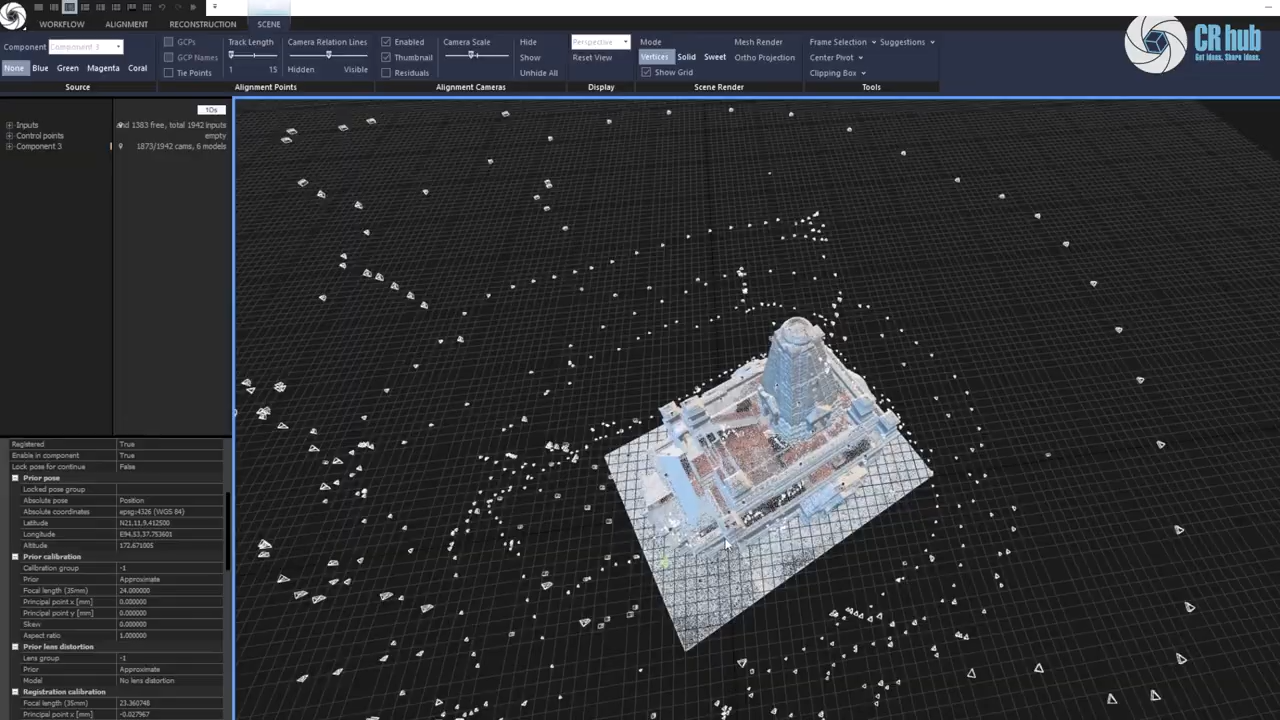 WORKFLOW ALIGNMENT RECONSTRUCTION SCENE
Component Component 3
None Blue Green Magenta Coral
Source
GCPs
GCP Names
Tie Points
Track Length
1 15
Alignment Points
Camera Relation Lines
Hidden Visible
Enabled
Thumbnail
Residuals
Camera Scale
Alignment Cameras
Hide
Show
Unhide All
Perspective
Reset View
Display
Mode
Vertices Solid Sweet
Show Grid
Mesh Render
Ortho Projection
Scene Render
Frame Selection
Center Pivot
Clipping Box
Suggestions
Tools
CR hub
Get ideas. Share ideas.
1Ds
Inputs nd 1383 free, total 1942 inputs
Control points empty
Component 3 1873/1942 cams, 6 models
Registered True
Enable in component True
Lock pose for continue False
Prior pose
Locked pose group
Absolute pose Position
Absolute coordinates epsg:4326 (WGS 84)
Latitude N21,11,9.412500
Longitude E94,53,37.753601
Altitude 172.671005
Prior calibration
Calibration group -1
Prior Approximate
Focal length (35mm) 24.000000
Principal point x [mm] 0.000000
Principal point y [mm] 0.000000
Skew 0.000000
Aspect ratio 1.000000
Prior lens distortion
Lens group -1
Prior Approximate
Model No lens distortion
Registration calibration
Focal length (35mm) 23.360748
Principal point x [mm] -0.027967